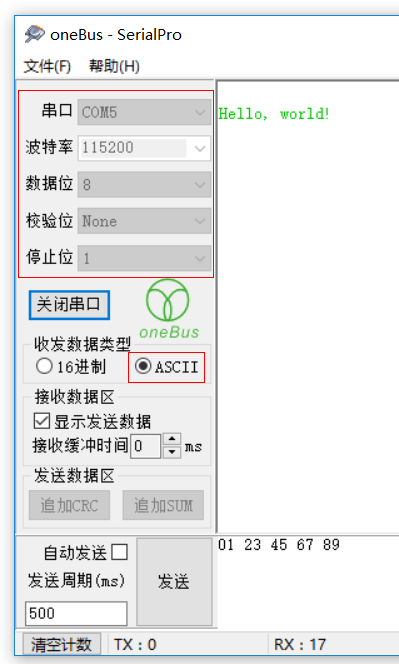 oneBus - SerialPro
文件(F) 帮助(H)
串口 COM5
波特率 115200
数据位 8
校验位 None
停止位 1
关闭串口
oneBus
收发数据类型
16进制 ASCII
接收数据区
显示发送数据
接收缓冲时间 0 ms
发送数据区
追加CRC 追加SUM
Hello, world!
自动发送
发送周期(ms)
500
发送
01 23 45 67 89
清空计数 TX:0 RX:17